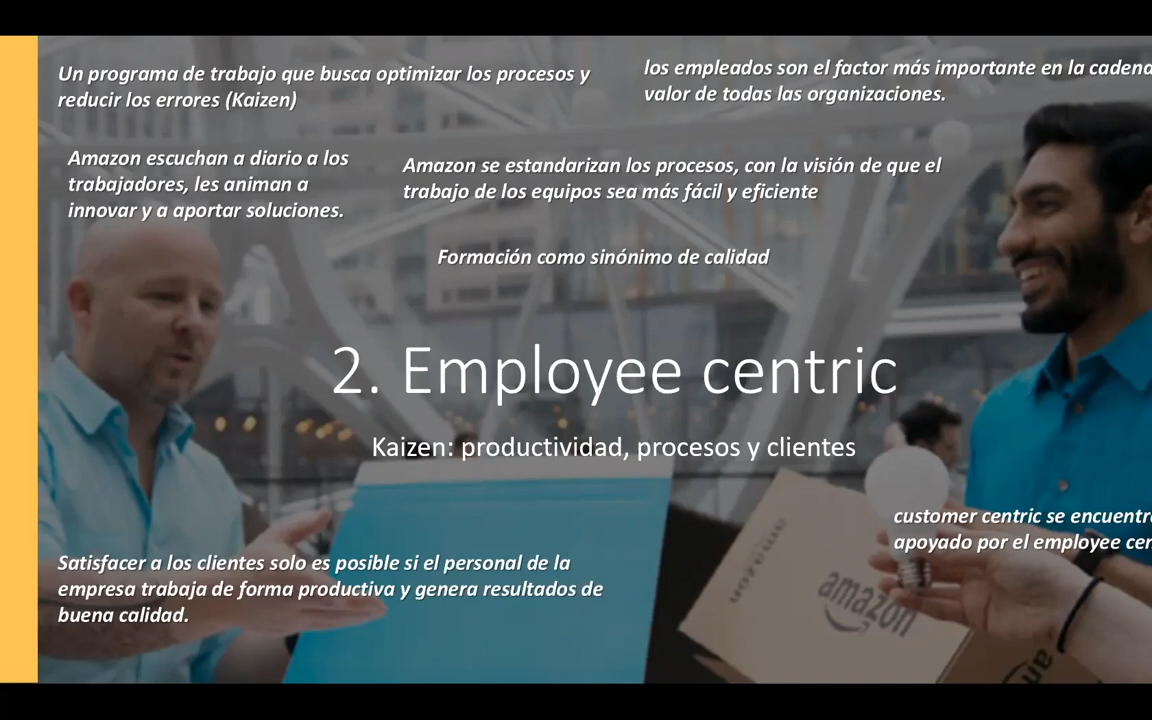 Un programa de trabajo que busca optimizar los procesos y
reducir los errores (Kaizen)
los empleados son el factor más importante en la cadena
valor de todas las organizaciones.
Amazon escuchan a diario a los
trabajadores, les animan a
innovar y a aportar soluciones.
Amazon se estandarizan los procesos, con la visión de que el
trabajo de los equipos sea más fácil y eficiente
Formación como sinónimo de calidad
2. Employee centric
Kaizen: productividad, procesos y clientes
customer centric se encuentr
apoyado por el employee cen
Satisfacer a los clientes solo es posible si el personal de la
empresa trabaja de forma productiva y genera resultados de
buena calidad.
amazon
amazon